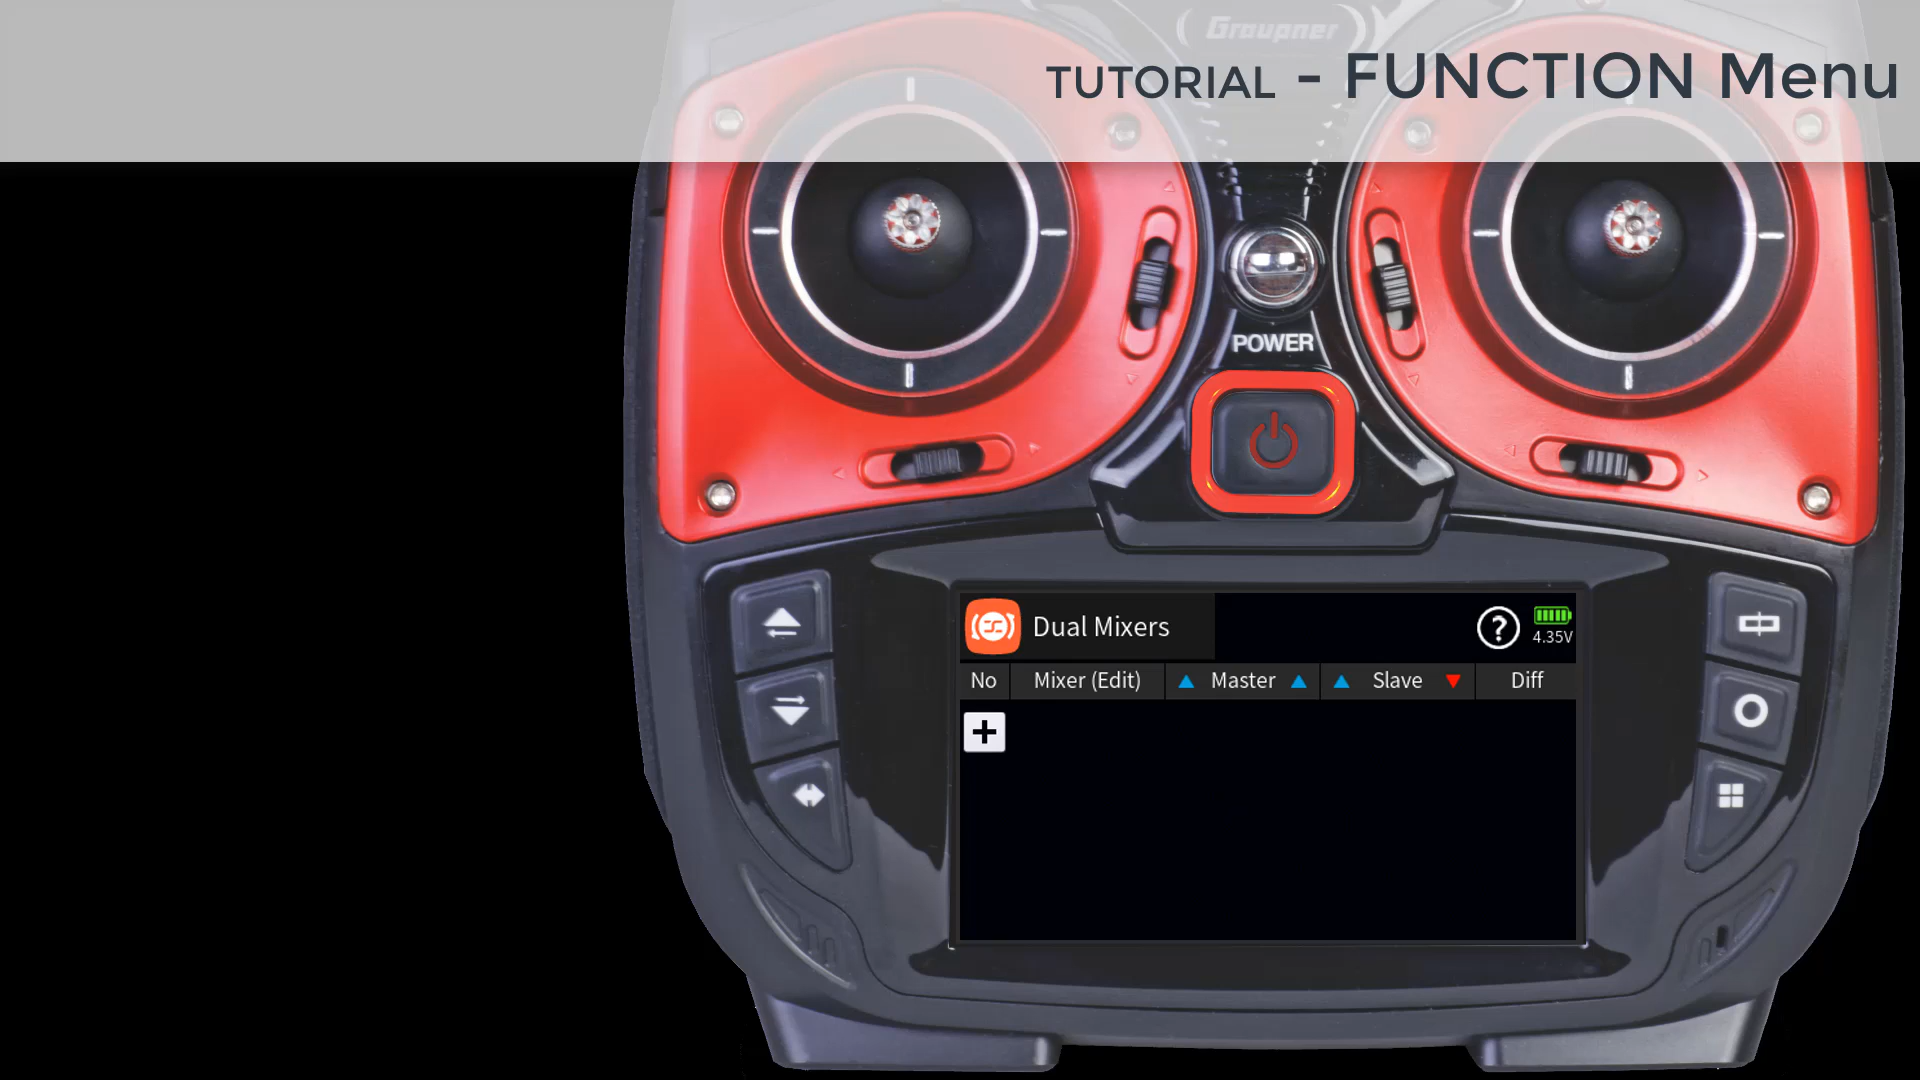 Graupner
TUTORIAL - FUNCTION Menu
POWER
Dual Mixers
?
4.35V
No Mixer (Edit) Master Slave Diff
+